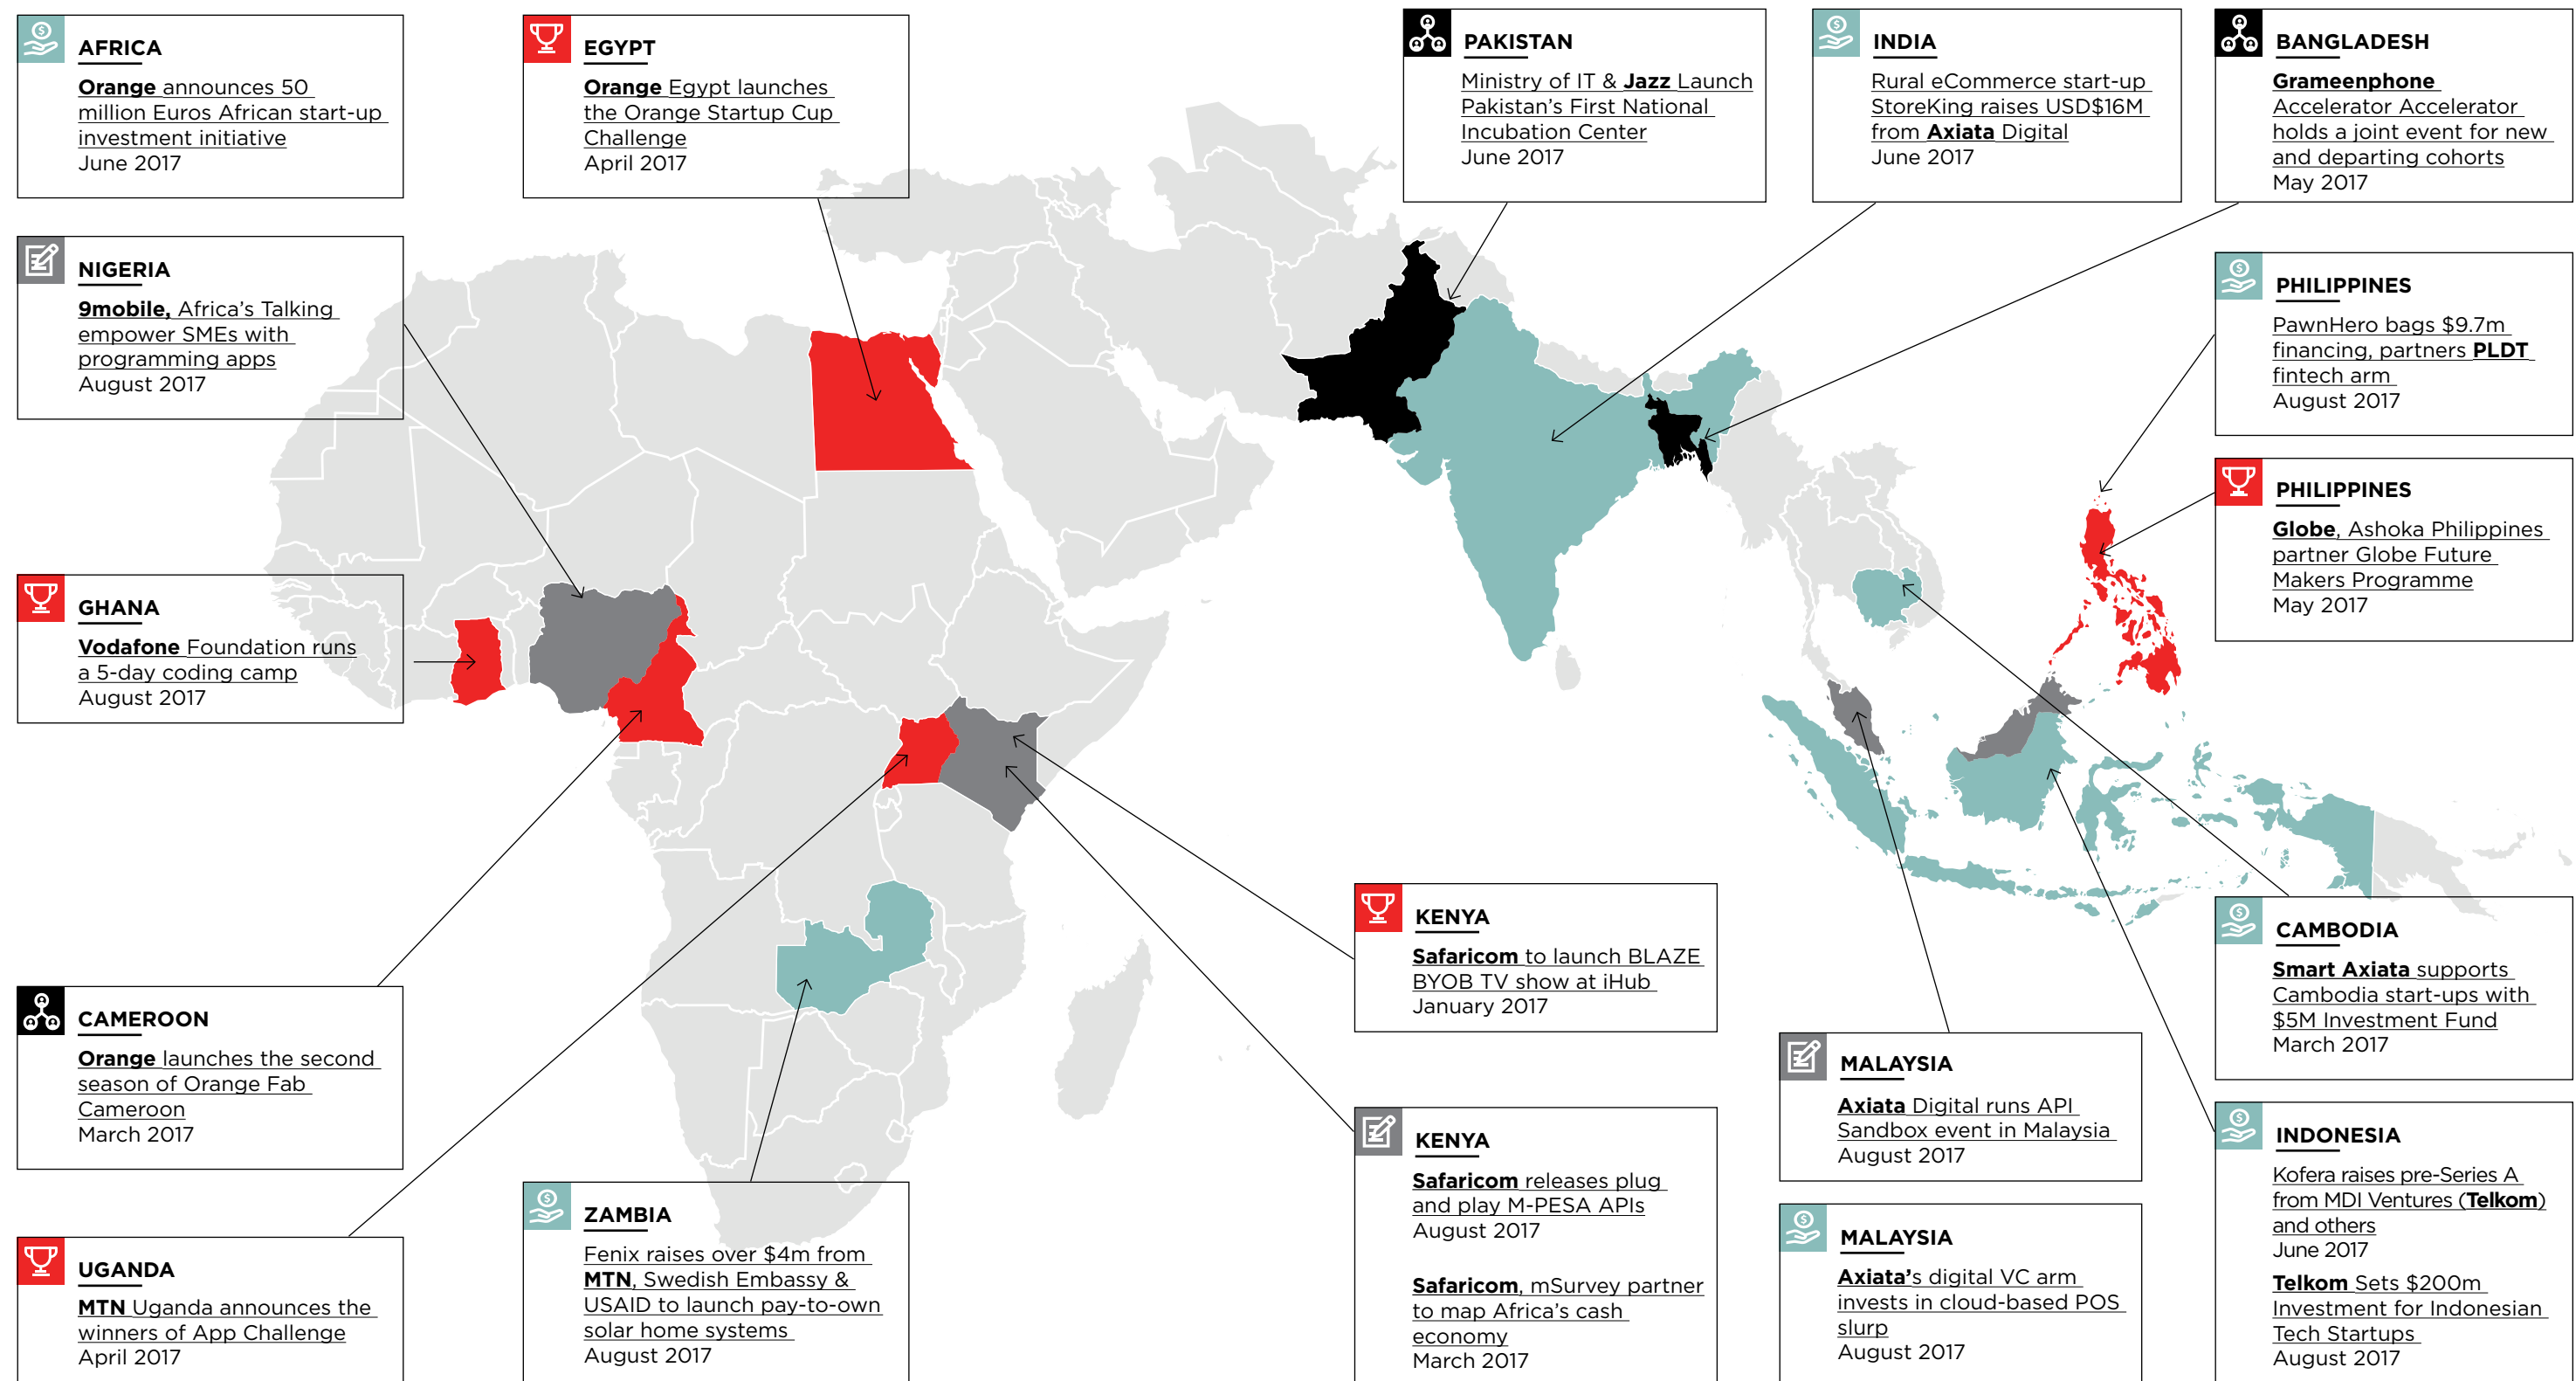 AFRICA
Orange announces 50
million Euros African start-up
investment initiative
June 2017
EGYPT
Orange Egypt launches
the Orange Startup Cup
Challenge
April 2017
PAKISTAN
Ministry of IT & Jazz Launch
Pakistan's First National
Incubation Center
June 2017
INDIA
Rural eCommerce start-up
StoreKing raises USD$16M
from Axiata Digital
June 2017
BANGLADESH
Grameenphone
Accelerator Accelerator
holds a joint event for new
and departing cohorts
May 2017
NIGERIA
9mobile, Africa's Talking
empower SMEs with
programming apps
August 2017
PHILIPPINES
PawnHero bags $9.7m
financing, partners PLDT
fintech arm
August 2017
PHILIPPINES
Globe, Ashoka Philippines
partner Globe Future
Makers Programme
May 2017
GHANA
Vodafone Foundation runs
a 5-day coding camp
August 2017
KENYA
Safaricom to launch BLAZE
BYOB TV show at iHub
January 2017
CAMBODIA
Smart Axiata supports
Cambodia start-ups with
$5M Investment Fund
March 2017
CAMEROON
Orange launches the second
season of Orange Fab
Cameroon
March 2017
MALAYSIA
Axiata Digital runs API
Sandbox event in Malaysia
August 2017
KENYA
Safaricom releases plug
and play M-PESA APIs
August 2017
Safaricom, mSurvey partner
to map Africa's cash
economy
March 2017
INDONESIA
Kofera raises pre-Series A
from MDI Ventures (Telkom)
and others
June 2017
Telkom Sets $200m
Investment for Indonesian
Tech Startups
August 2017
UGANDA
MTN Uganda announces the
winners of App Challenge
April 2017
ZAMBIA
Fenix raises over $4m from
MTN, Swedish Embassy &
USAID to launch pay-to-own
solar home systems
August 2017
MALAYSIA
Axiata's digital VC arm
invests in cloud-based POS
slurp
August 2017